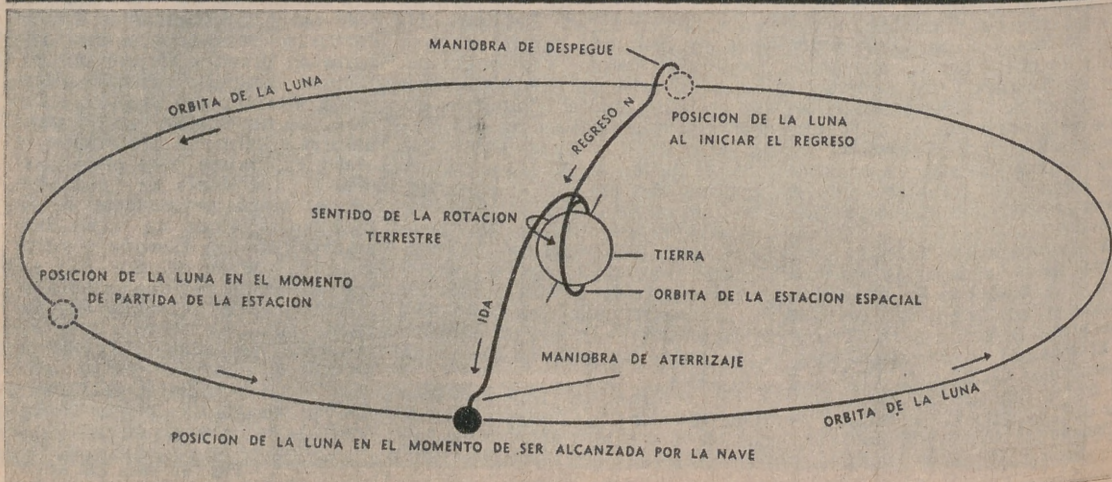 MANIOBRA DE DESPEGUE
ORBITA DE LA LUNA
REGRESO N
POSICION DE LA LUNA
AL INICIAR EL REGRESO
SENTIDO DE LA ROTACION
TERRESTRE
TIERRA
POSICION DE LA LUNA EN EL MOMENTO
DE PARTIDA DE LA ESTACION
ORBITA DE LA ESTACION ESPACIAL
IDA
MANIOBRA DE ATERRIZAJE
ORBITA DE LA LUNA
POSICION DE LA LUNA EN EL MOMENTO DE SER ALCANZADA POR LA NAVE